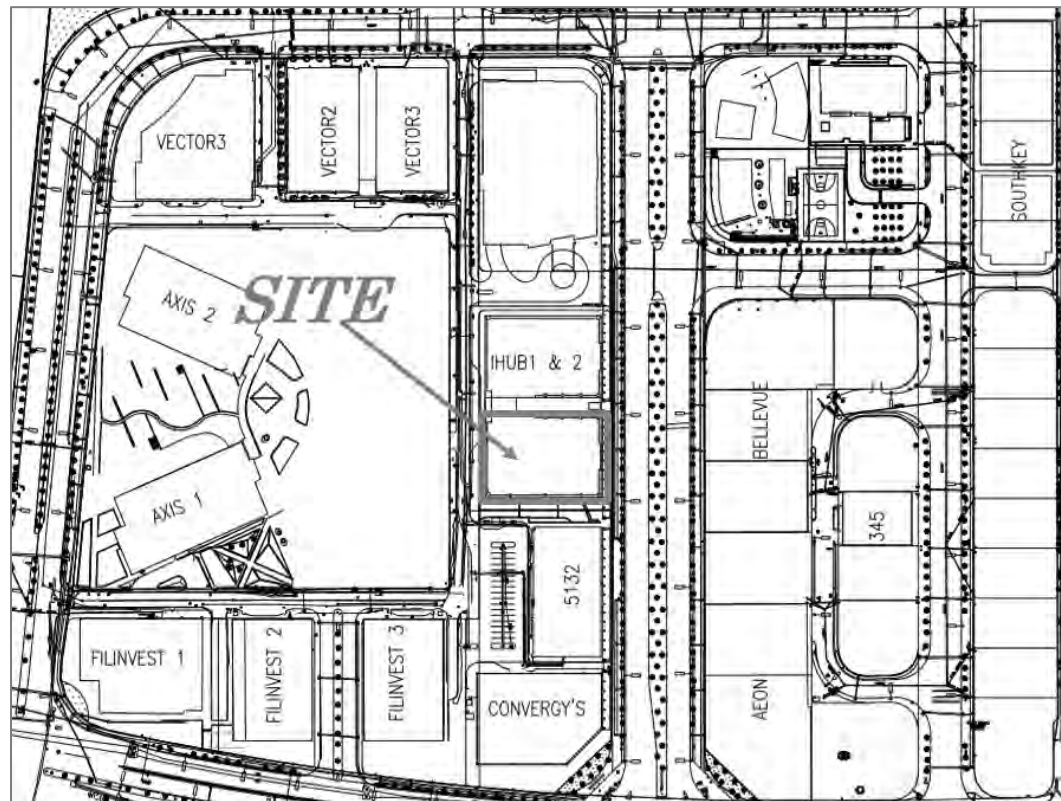 VECTOR3
VECTOR2
VECTOR3
SOUTHKEY
AXIS 2
SITE
IHUB1 & 2
BELLEVUE
AXIS 1
345
5132
FILINVEST 1
FILINVEST 2
FILINVEST 3
CONVERGY'S
AEON